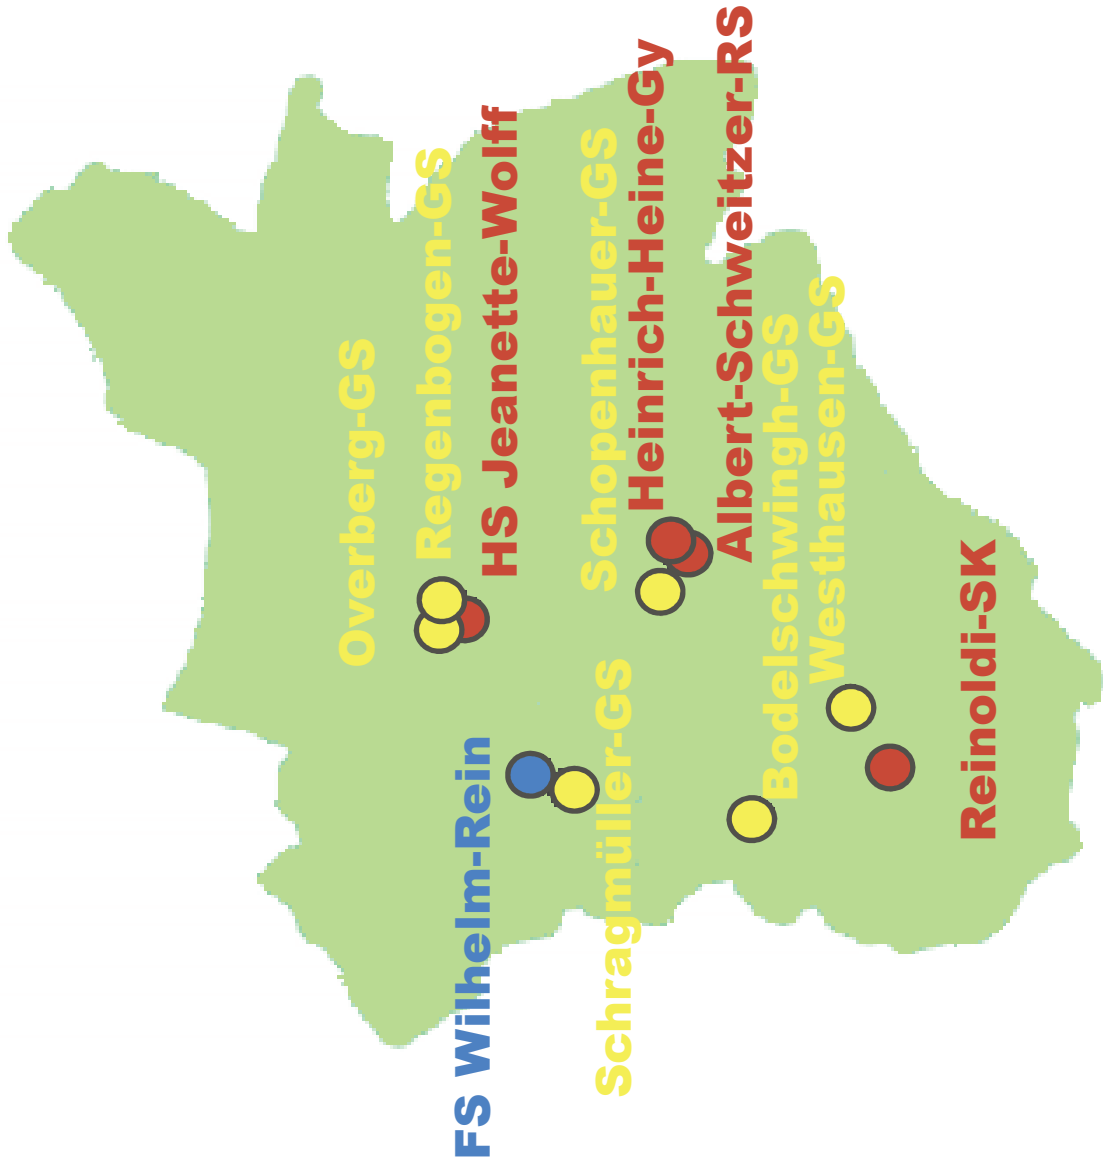 Overberg-GS
Regenbogen-GS
HS Jeanette-Wolff
FS Wilhelm-Rein
Schopenhauer-GS
Schragmüller-GS
Heinrich-Heine-Gy
Albert-Schweitzer-RS
Bodelschwingh-GS
Westhausen-GS
Reinoldi-SK